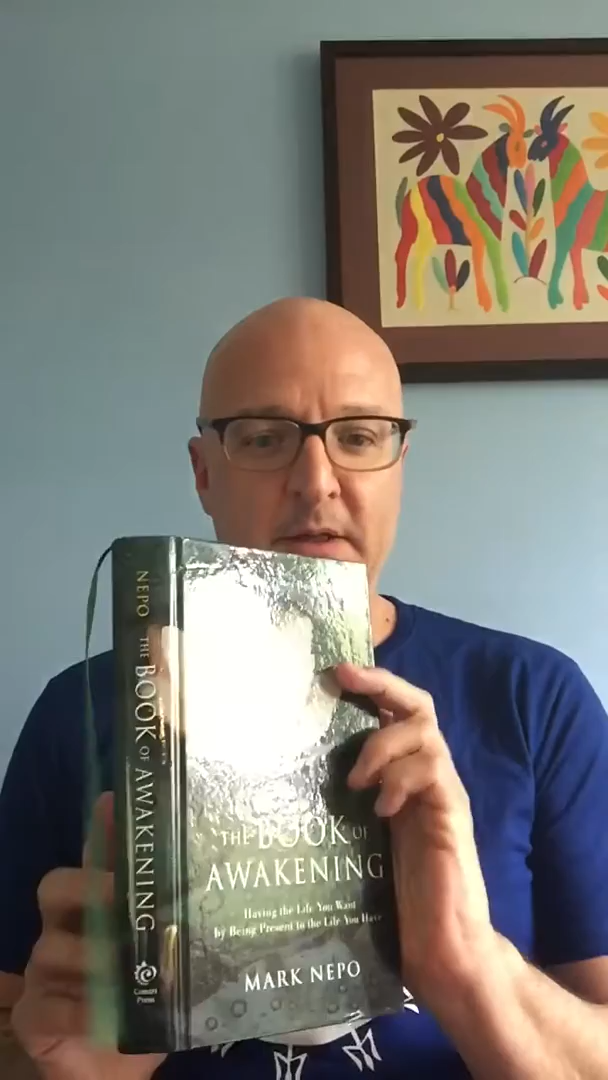 NEPO THE BOOK OF AWAKENING
Conari
Press
THE BOOK OF
AWAKENING
Having the Life You Want
by Being Present to the Life You Have
MARK NEPO